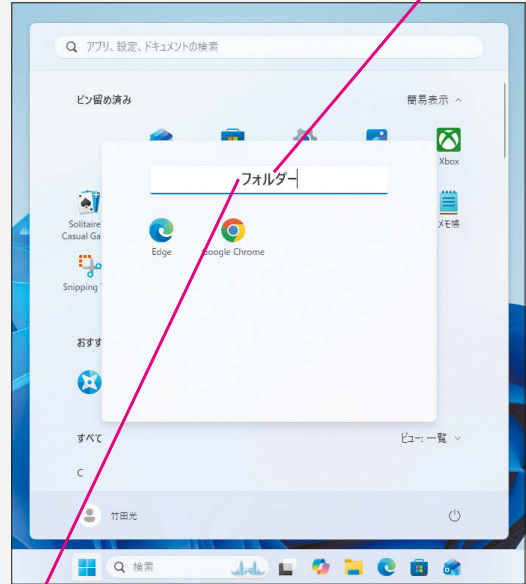 アプリ、設定、ドキュメントの検索
ピン留め済み
簡易表示
Xbox
フォルダー
Solitaire
Casual Ga
Edge
Google Chrome
メモ帳
Snipping
おすす
すべて
ビュー: 一覧
C
竹田光
検索